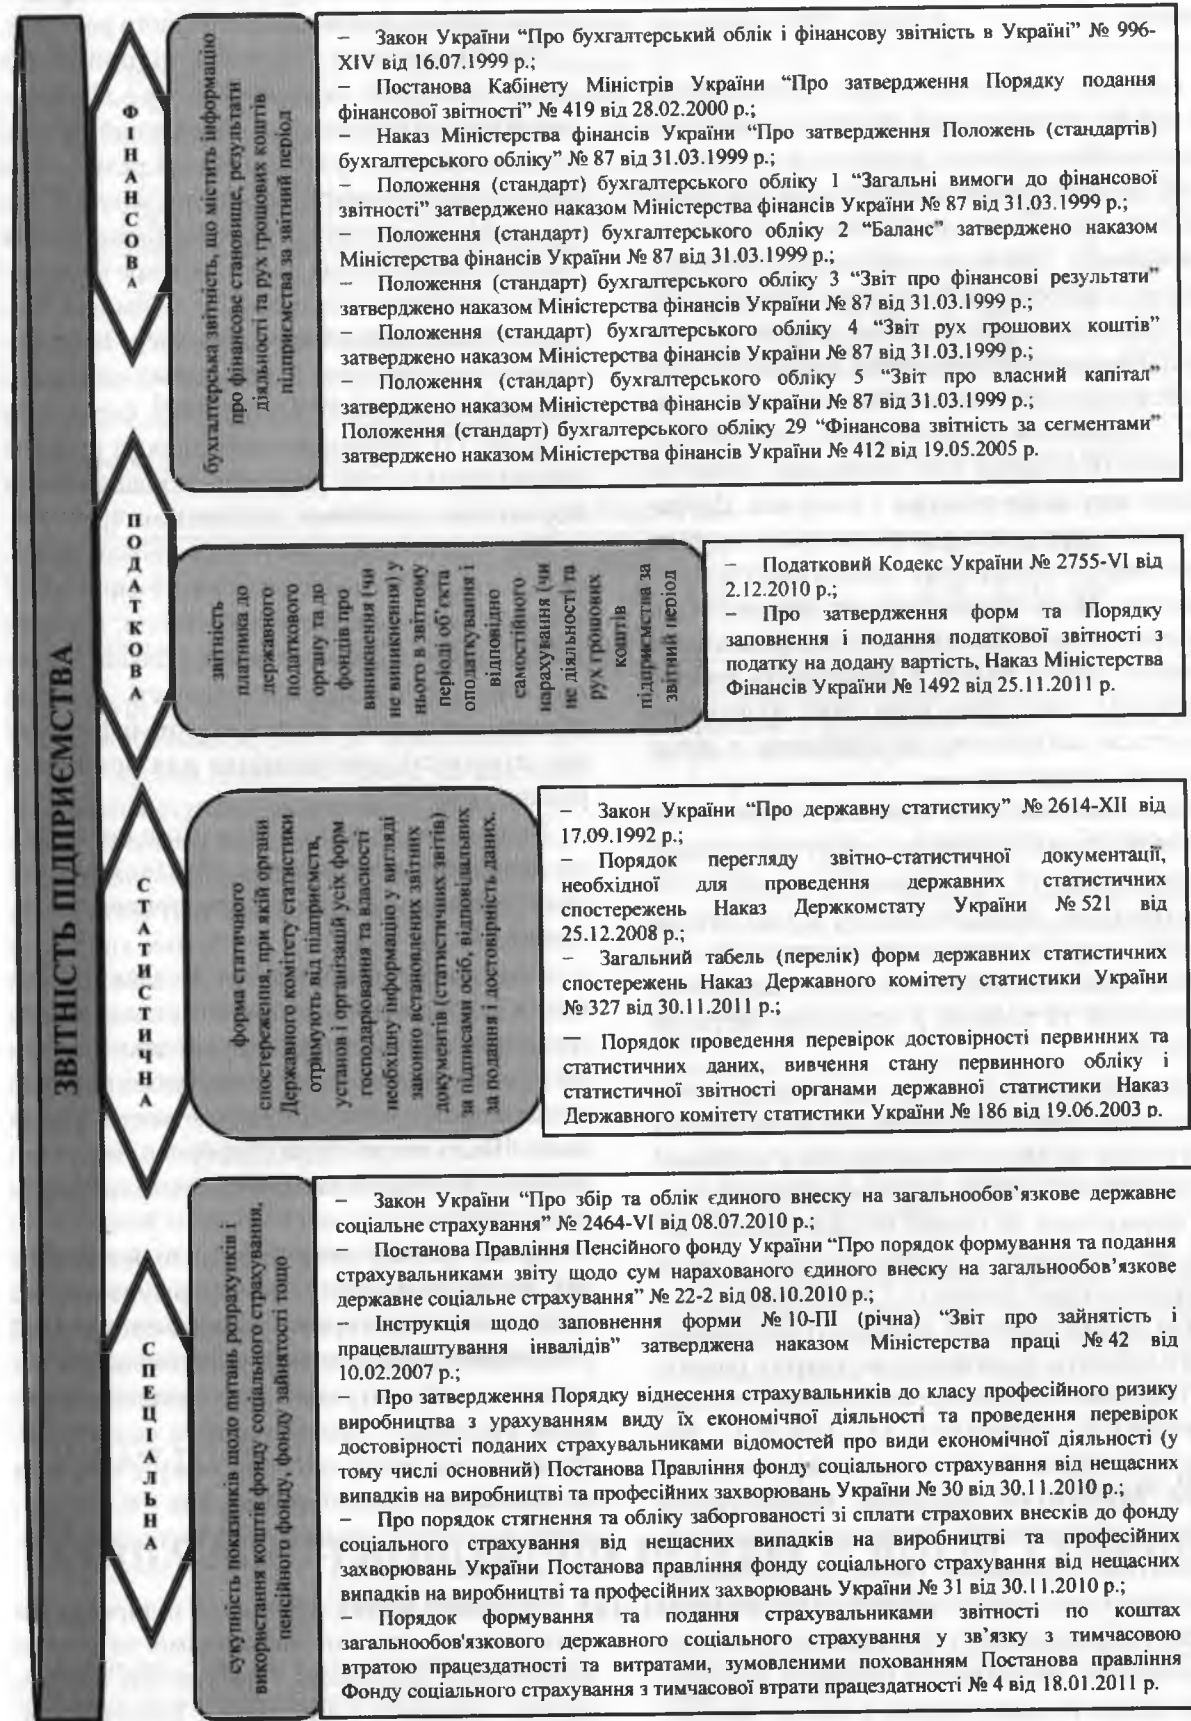 ЗВІТНІСТЬ ПІДПРИЄМСТВА
ФІНАНСОВА
бухгалтерська звітність, що містить інформацію
про фінансове становище, результати
діяльності та рух грошових коштів
підприємства за звітний період
– Закон України “Про бухгалтерський облік і фінансову звітність в Україні” № 996-
XIV від 16.07.1999 р.;
– Постанова Кабінету Міністрів України “Про затвердження Порядку подання
фінансової звітності” № 419 від 28.02.2000 р.;
– Наказ Міністерства фінансів України “Про затвердження Положень (стандартів)
бухгалтерського обліку” № 87 від 31.03.1999 р.;
– Положення (стандарт) бухгалтерського обліку 1 “Загальні вимоги до фінансової
звітності” затверджено наказом Міністерства фінансів України № 87 від 31.03.1999 р.;
– Положення (стандарт) бухгалтерського обліку 2 “Баланс” затверджено наказом
Міністерства фінансів України № 87 від 31.03.1999 р.;
– Положення (стандарт) бухгалтерського обліку 3 “Звіт про фінансові результати”
затверджено наказом Міністерства фінансів України № 87 від 31.03.1999 р.;
– Положення (стандарт) бухгалтерського обліку 4 “Звіт рух грошових коштів”
затверджено наказом Міністерства фінансів України № 87 від 31.03.1999 р.;
– Положення (стандарт) бухгалтерського обліку 5 “Звіт про власний капітал”
затверджено наказом Міністерства фінансів України № 87 від 31.03.1999 р.;
Положення (стандарт) бухгалтерського обліку 29 “Фінансова звітність за сегментами”
затверджено наказом Міністерства фінансів України № 412 від 19.05.2005 р.
ПОДАТКОВА
звітність
платника до
державного
податкового
органу та до
фондів про
виникнення (чи
не виникнення) у
нього в звітному
періоді об’єкта
оподаткування і
відповідно
самостійного
нарахування (чи
не діяльності) та
рух грошових
коштів
підприємства за
звітний період
– Податковий Кодекс України № 2755-VI від
2.12.2010 р.;
– Про затвердження форм та Порядку
заповнення і подання податкової звітності з
податку на додану вартість, Наказ Міністерства
Фінансів України № 1492 від 25.11.2011 р.
СТАТИСТИЧНА
форма статичного
спостереження, при якій органи
Державного комітету статистики
отримують від підприємств,
установ і організацій усіх форм
господарювання та власності
необхідну інформацію у вигляді
законно встановлених звітних
документів (статистичних звітів)
за підписами осіб, відповідальних
за подання і достовірність даних.
– Закон України “Про державну статистику” № 2614-XII від
17.09.1992 р.;
– Порядок перегляду звітно-статистичної документації,
необхідної для проведення державних статистичних
спостережень Наказ Держкомстату України № 521 від
25.12.2008 р.;
– Загальний табель (перелік) форм державних статистичних
спостережень Наказ Державного комітету статистики України
№ 327 від 30.11.2011 р.;
– Порядок проведення перевірок достовірності первинних та
статистичних даних, вивчення стану первинного обліку і
статистичної звітності органами державної статистики Наказ
Державного комітету статистики України № 186 від 19.06.2003 р.
СПЕЦІАЛЬНА
сукупність показників щодо питань розрахунків і
використання коштів фонду соціального страхування,
пенсійного фонду, фонду зайнятості тощо
– Закон України “Про збір та облік єдиного внеску на загальнообов’язкове державне
соціальне страхування” № 2464-VI від 08.07.2010 р.;
– Постанова Правління Пенсійного фонду України “Про порядок формування та подання
страхувальниками звіту щодо сум нарахованого єдиного внеску на загальнообов’язкове
державне соціальне страхування” № 22-2 від 08.10.2010 р.;
– Інструкція щодо заповнення форми № 10-ПІ (річна) “Звіт про зайнятість і
працевлаштування інвалідів” затверджена наказом Міністерства праці № 42 від
10.02.2007 р.;
– Про затвердження Порядку віднесення страхувальників до класу професійного ризику
виробництва з урахуванням виду їх економічної діяльності та проведення перевірок
достовірності поданих страхувальниками відомостей про види економічної діяльності (у
тому числі основний) Постанова Правління фонду соціального страхування від нещасних
випадків на виробництві та професійних захворювань України № 30 від 30.11.2010 р.;
– Про порядок стягнення та обліку заборгованості зі сплати страхових внесків до фонду
соціального страхування від нещасних випадків на виробництві та професійних
захворювань України Постанова правління фонду соціального страхування від нещасних
випадків на виробництві та професійних захворювань України № 31 від 30.11.2010 р.;
– Порядок формування та подання страхувальниками звітності по коштах
загальнообов'язкового державного соціального страхування у зв’язку з тимчасовою
втратою працездатності та витратами, зумовленими похованням Постанова правління
Фонду соціального страхування з тимчасової втрати працездатності № 4 від 18.01.2011 р.